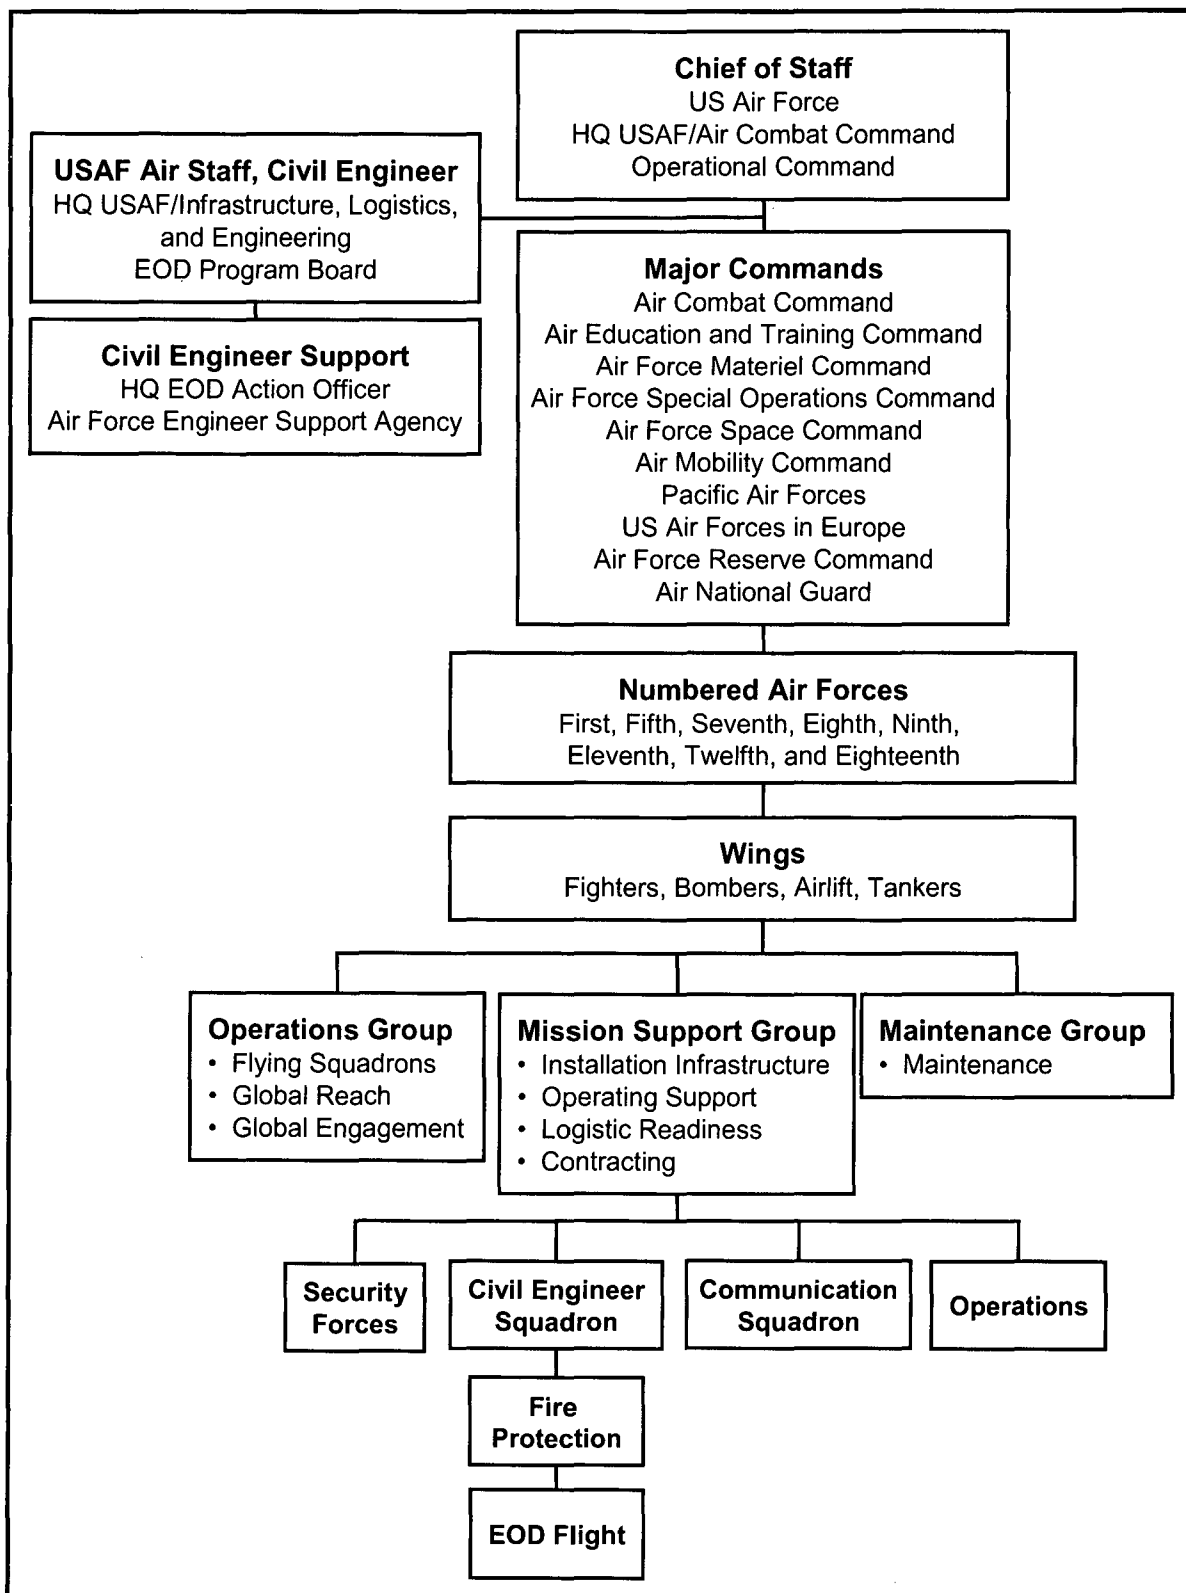 Chief of Staff
US Air Force
HQ USAF/Air Combat Command
Operational Command
USAF Air Staff, Civil Engineer
HQ USAF/Infrastructure, Logistics,
and Engineering
EOD Program Board
Civil Engineer Support
HQ EOD Action Officer
Air Force Engineer Support Agency
Major Commands
Air Combat Command
Air Education and Training Command
Air Force Materiel Command
Air Force Special Operations Command
Air Force Space Command
Air Mobility Command
Pacific Air Forces
US Air Forces in Europe
Air Force Reserve Command
Air National Guard
Numbered Air Forces
First, Fifth, Seventh, Eighth, Ninth,
Eleventh, Twelfth, and Eighteenth
Wings
Fighters, Bombers, Airlift, Tankers
Operations Group
• Flying Squadrons
• Global Reach
• Global Engagement
Mission Support Group
• Installation Infrastructure
• Operating Support
• Logistic Readiness
• Contracting
Maintenance Group
• Maintenance
Security
Forces
Civil Engineer
Squadron
Communication
Squadron
Operations
Fire
Protection
EOD Flight